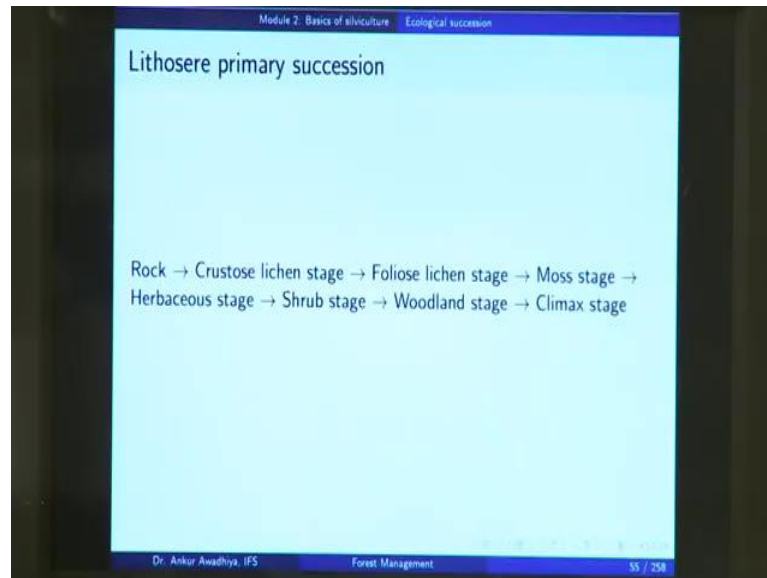 Module 2: Basics of silviculture Ecological succession
Lithosere primary succession
Rock → Crustose lichen stage → Foliose lichen stage → Moss stage →
Herbaceous stage → Shrub stage → Woodland stage → Climax stage
Dr. Ankur Awadhiya, IFS Forest Management 55 / 258